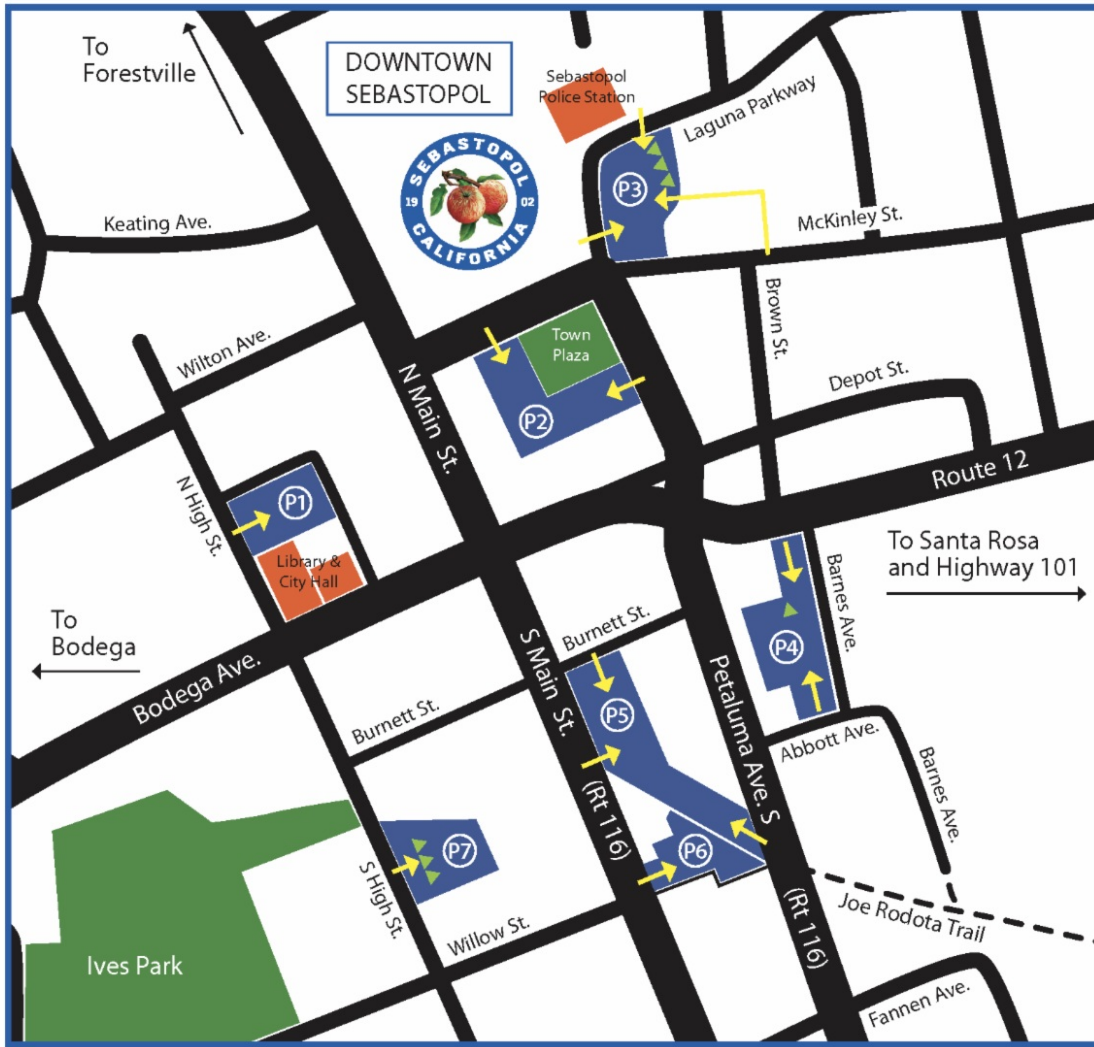 To
Forestville
DOWNTOWN
SEBASTOPOL
Sebastopol
Police Station
Laguna Parkway
SEBASTOPOL
19 02
CALIFORNIA
P3
Keating Ave.
McKinley St.
Wilton Ave.
Town
Plaza
Brown St.
Depot St.
N Main St.
P2
Route 12
N High St.
P1
Library &
City Hall
To Santa Rosa
and Highway 101
Barnes Ave.
To
Bodega
Bodega Ave.
Burnett St.
S Main St.
(Rt 116)
Petaluma Ave. S
(Rt 116)
P4
Burnett St.
P5
Abbott Ave.
Barnes Ave.
P7
P6
S High St.
Willow St.
Joe Rodota Trail
Ives Park
Fannen Ave.